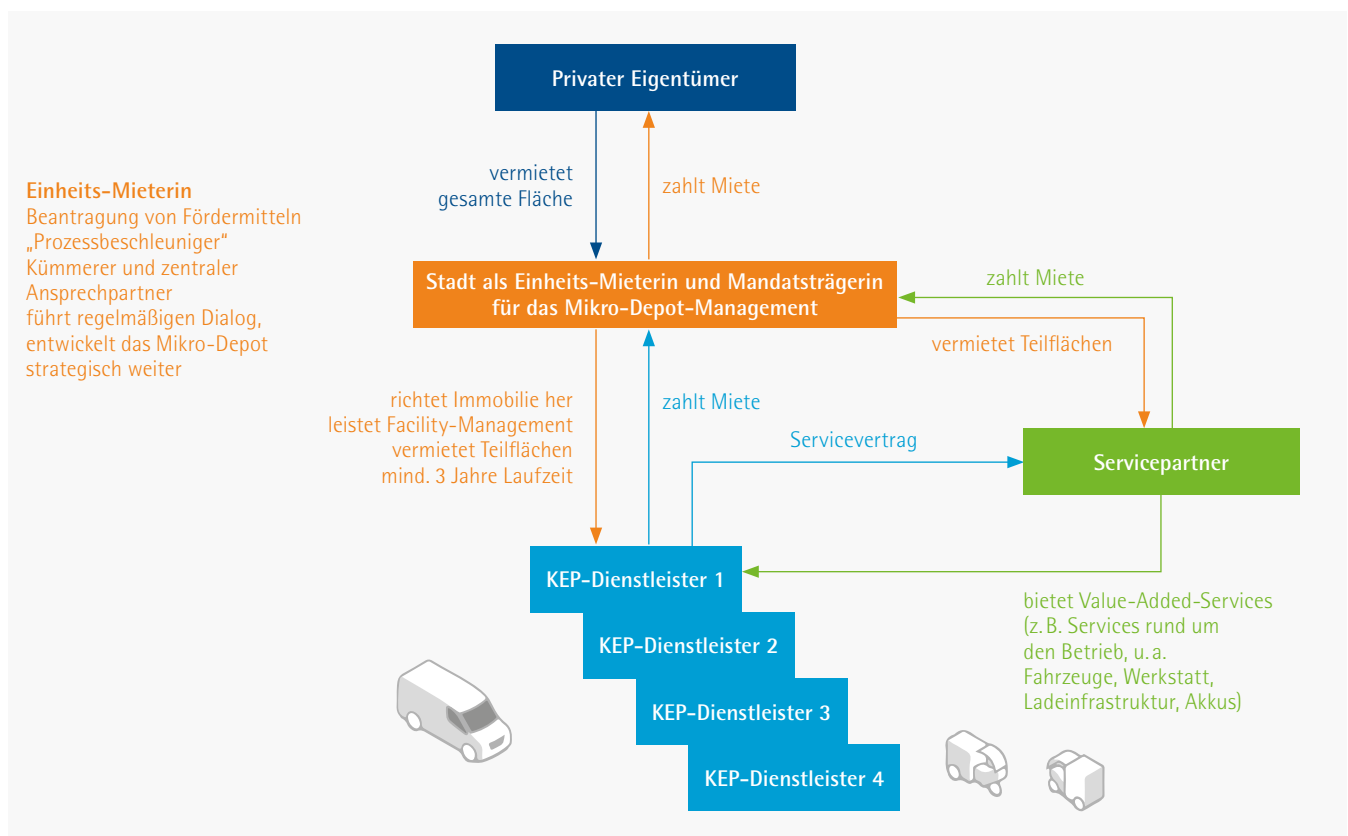 Privater Eigentümer
vermietet
gesamte Fläche
zahlt Miete
Einheits-Mieterin
Beantragung von Fördermitteln
„Prozessbeschleuniger“
Kümmerer und zentraler
Ansprechpartner
führt regelmäßigen Dialog,
entwickelt das Mikro-Depot
strategisch weiter
Stadt als Einheits-Mieterin und Mandatsträgerin
für das Mikro-Depot-Management
zahlt Miete
vermietet Teilflächen
richtet Immobilie her
leistet Facility-Management
vermietet Teilflächen
mind. 3 Jahre Laufzeit
zahlt Miete
Servicevertrag
Servicepartner
KEP-Dienstleister 1
KEP-Dienstleister 2
KEP-Dienstleister 3
KEP-Dienstleister 4
bietet Value-Added-Services
(z. B. Services rund um
den Betrieb, u. a.
Fahrzeuge, Werkstatt,
Ladeinfrastruktur, Akkus)